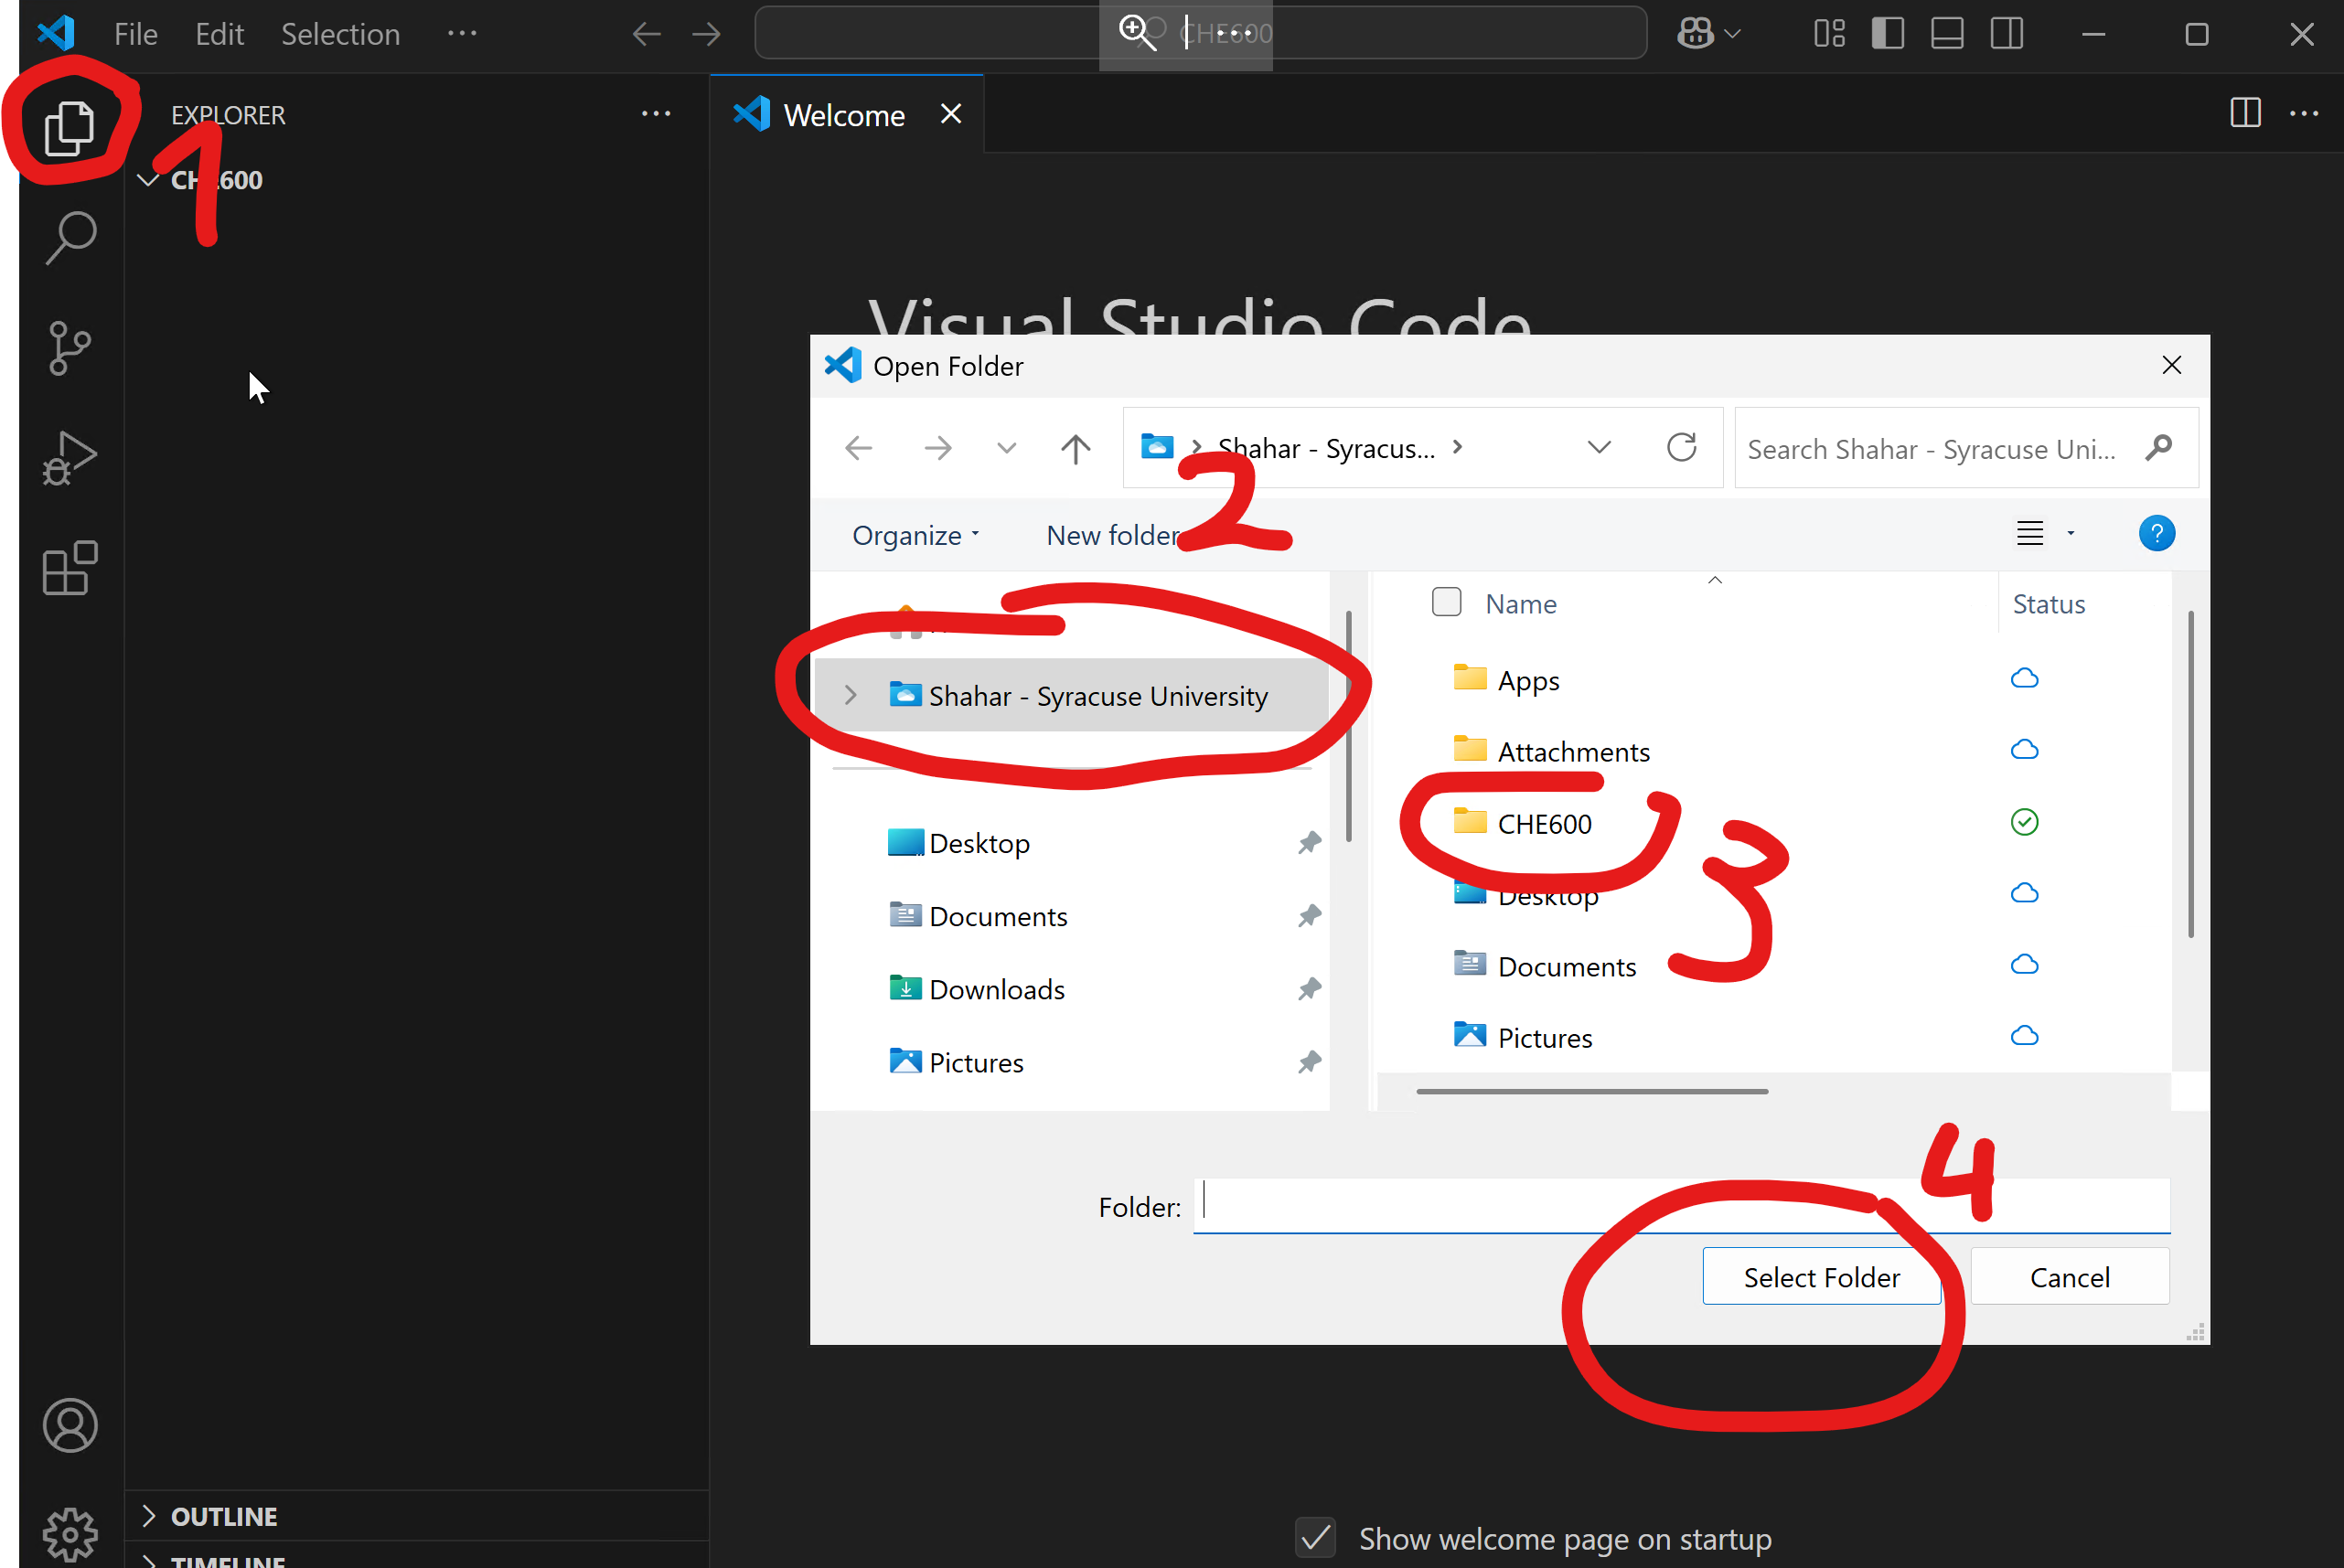 File Edit Selection ··· CHE600
EXPLORER ··· Welcome
1
CHE600
Visual Studio Code
Open Folder
Shahar - Syracus... Search Shahar - Syracuse Uni...
2
Organize New folder
Name Status
Shahar - Syracuse University
Apps
Attachments
CHE600
3
Desktop
Desktop
Documents
Documents
Downloads
Pictures
Pictures
4
Folder:
Select Folder Cancel
OUTLINE
Show welcome page on startup
TIMELINE